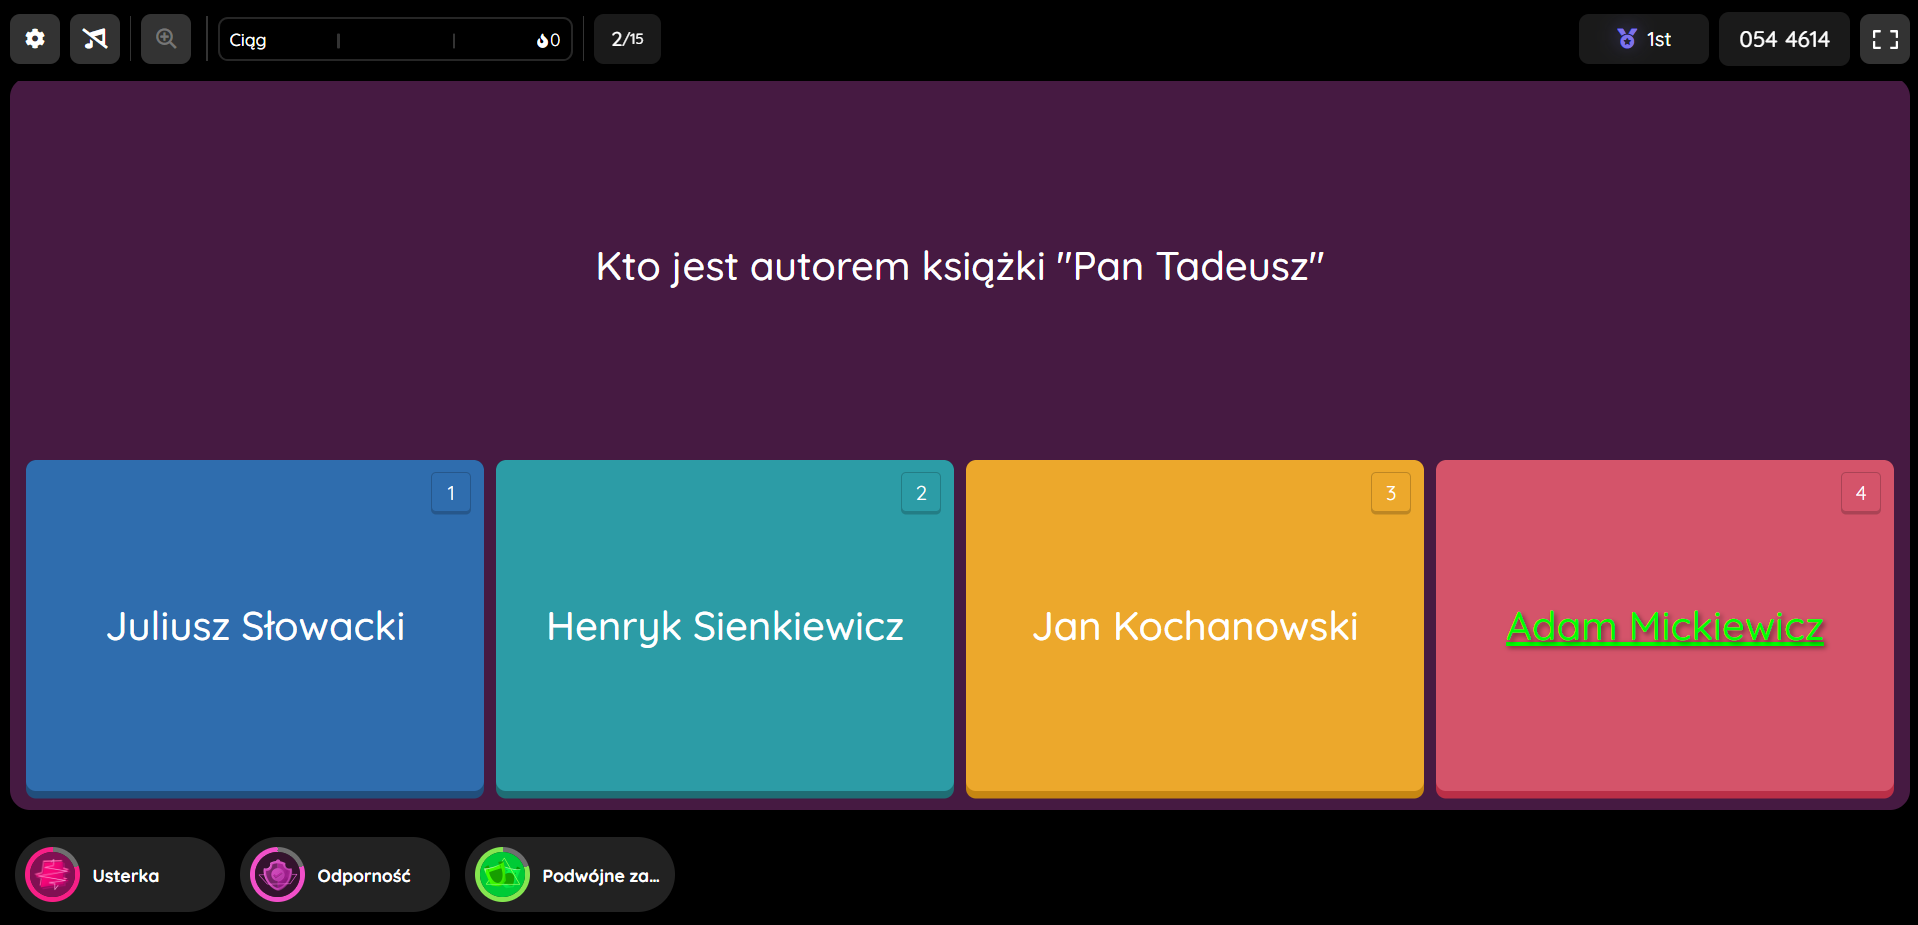 Ciąg
0
2/15
1st
054 4614
Kto jest autorem książki "Pan Tadeusz"
1
Juliusz Słowacki
2
Henryk Sienkiewicz
3
Jan Kochanowski
4
Adam Mickiewicz
Usterka
Odporność
Podwójne za...